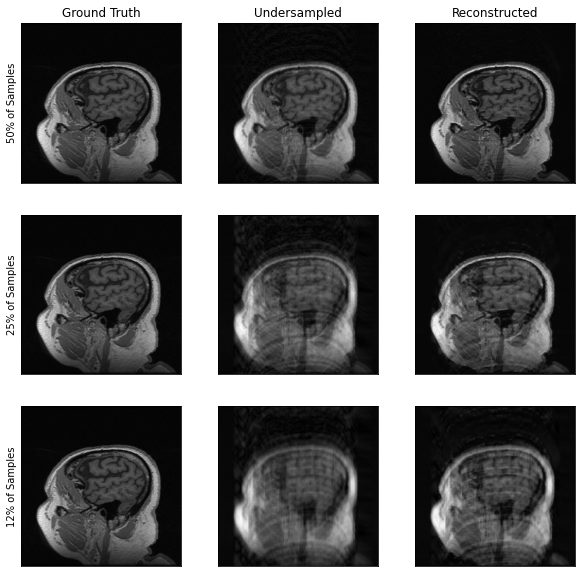 Ground Truth
Undersampled
Reconstructed
50% of Samples
25% of Samples
12% of Samples